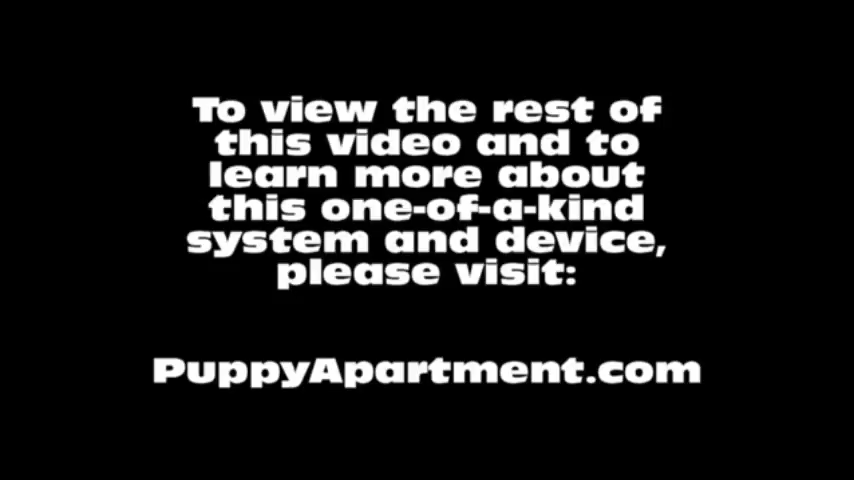 To view the rest of
this video and to
learn more about
this one-of-a-kind
system and device,
please visit:
PuppyApartment.com